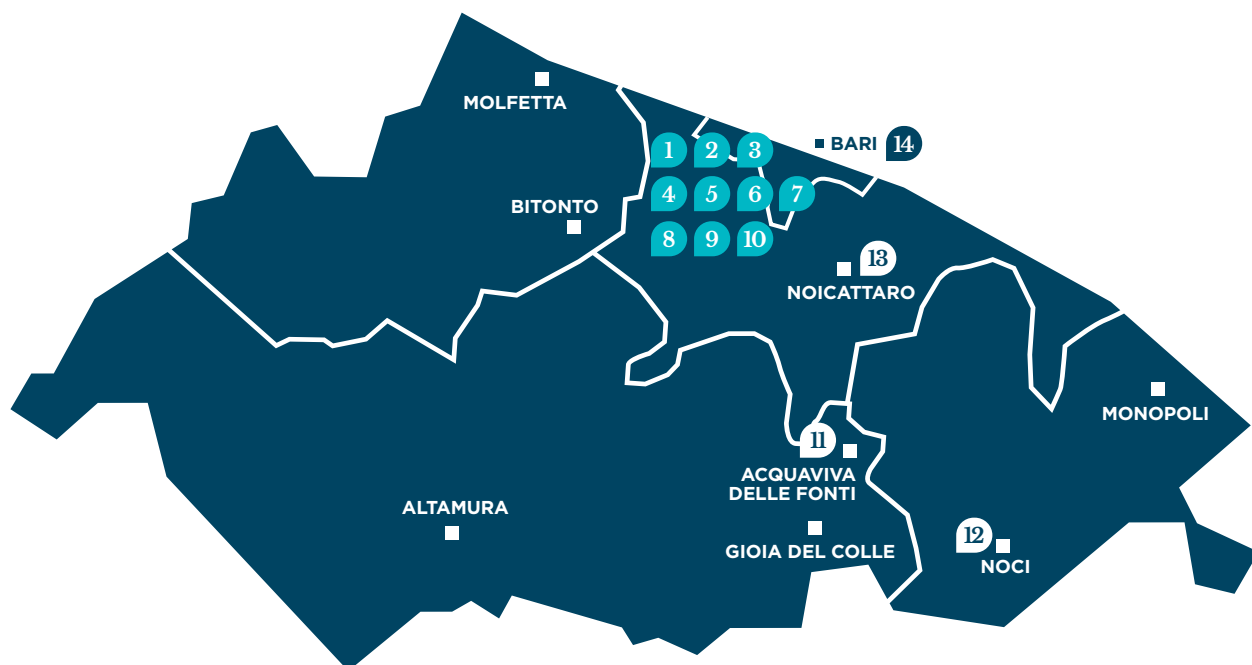 MOLFETTA
BARI 14
1 2 3
4 5 6 7
BITONTO
8 9 10
13
NOICATTARO
MONOPOLI
11
ACQUAVIVA
DELLE FONTI
ALTAMURA
GIOIA DEL COLLE
12
NOCI